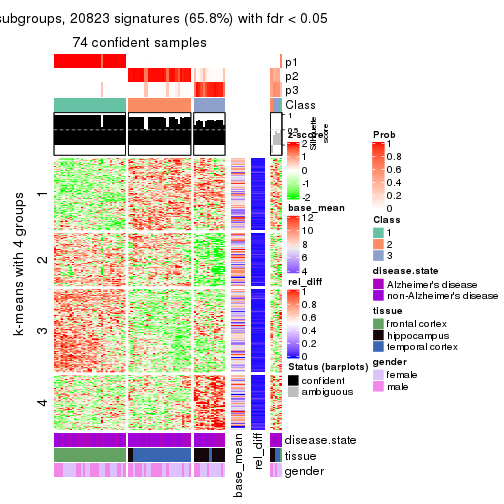 subgroups, 20823 signatures (65.8%) with fdr < 0.05
74 confident samples
p1
p2
p3
Class
1
0.5
0
Silhouette
score
k-means with 4 groups
1
2
3
4
z-score
2
1
0
-1
-2
base_mean
12
10
8
6
4
rel_diff
1
0.8
0.6
0.4
0.2
0
Status (barplots)
confident
ambiguous
Prob
1
0.8
0.6
0.4
0.2
0
Class
1
2
3
disease.state
Alzheimer's disease
non-Alzheimer's disease
tissue
frontal cortex
hippocampus
temporal cortex
gender
female
male
disease.state
tissue
gender
base_mean
rel_diff